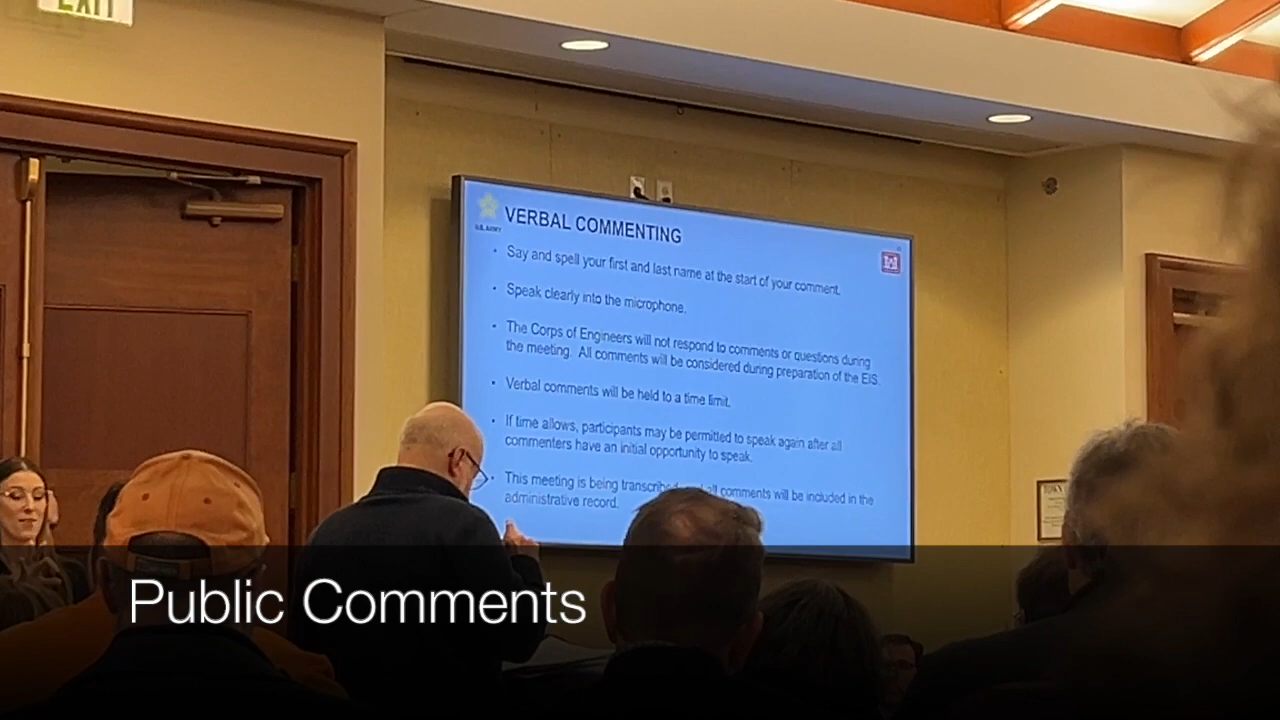 EXIT
U.S. ARMY
VERBAL COMMENTING
• Say and spell your first and last name at the start of your comment.
• Speak clearly into the microphone.
• The Corps of Engineers will not respond to comments or questions during
the meeting. All comments will be considered during preparation of the EIS.
• Verbal comments will be held to a time limit.
• If time allows, participants may be permitted to speak again after all
commenters have an initial opportunity to speak.
• This meeting is being transcribed all comments will be included in the
administrative record.
TOWN
Public Comments